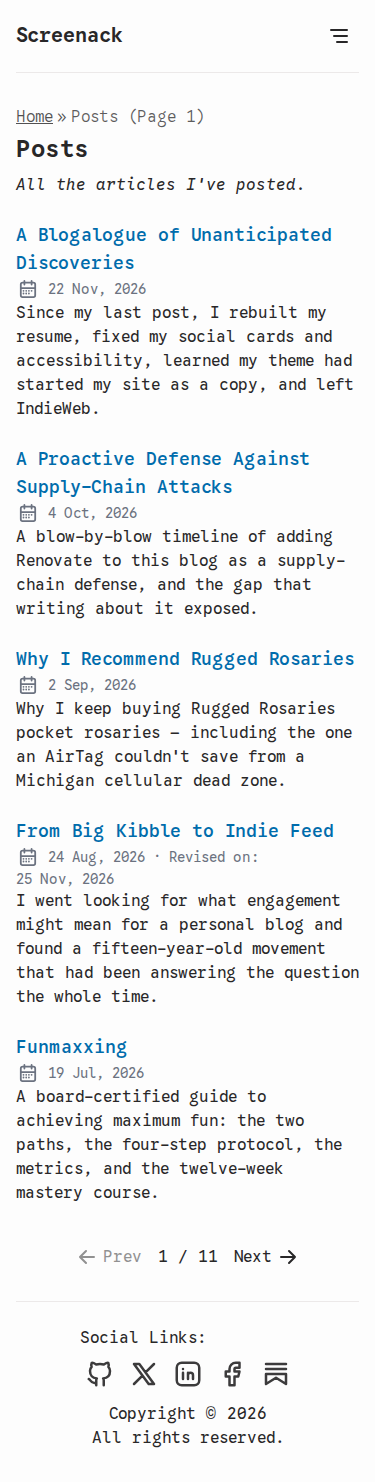 Screenack
Home » Posts (Page 1)
Posts
All the articles I've posted.
A Blogalogue of Unanticipated
Discoveries
22 Nov, 2026
Since my last post, I rebuilt my
resume, fixed my social cards and
accessibility, learned my theme had
started my site as a copy, and left
IndieWeb.
A Proactive Defense Against
Supply-Chain Attacks
4 Oct, 2026
A blow-by-blow timeline of adding
Renovate to this blog as a supply-
chain defense, and the gap that
writing about it exposed.
Why I Recommend Rugged Rosaries
2 Sep, 2026
Why I keep buying Rugged Rosaries
pocket rosaries — including the one
an AirTag couldn't save from a
Michigan cellular dead zone.
From Big Kibble to Indie Feed
24 Aug, 2026 · Revised on:
25 Nov, 2026
I went looking for what engagement
might mean for a personal blog and
found a fifteen-year-old movement
that had been answering the question
the whole time.
Funmaxxing
19 Jul, 2026
A board-certified guide to
achieving maximum fun: the two
paths, the four-step protocol, the
metrics, and the twelve-week
mastery course.
Prev 1 / 11 Next
Social Links:
Copyright © 2026
All rights reserved.